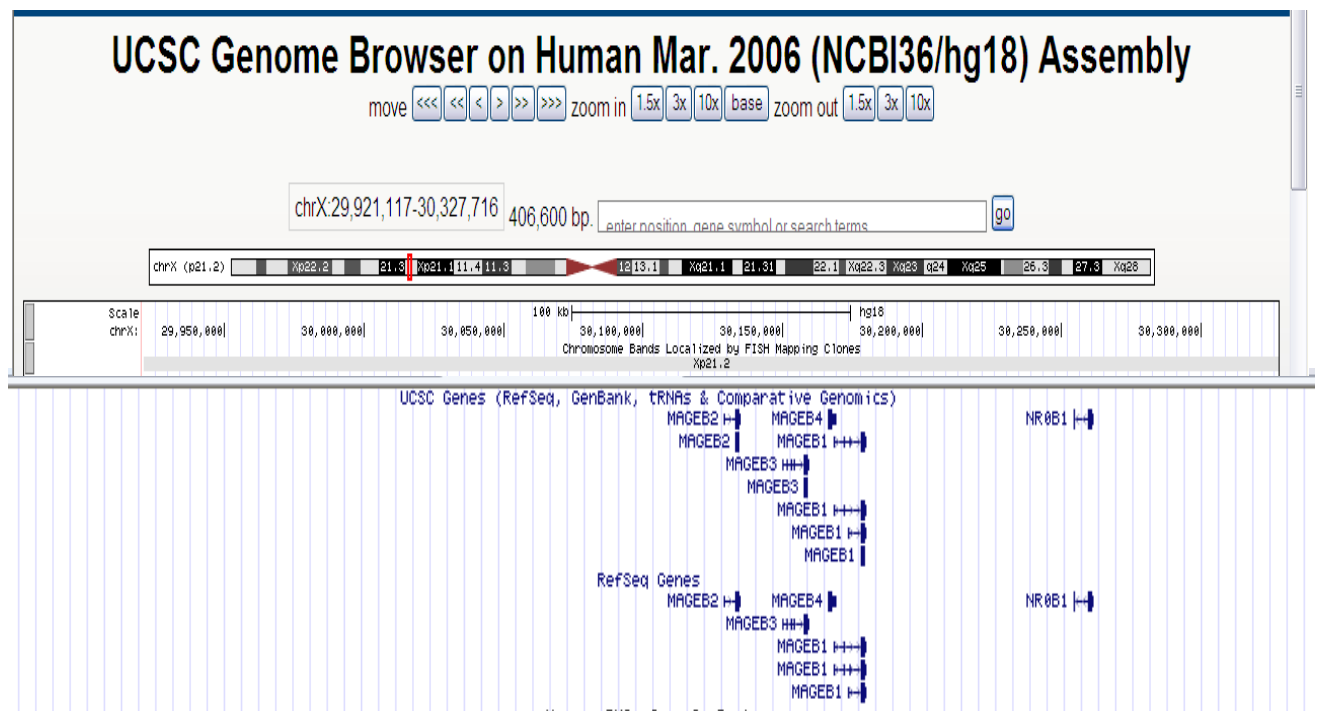 UCSC Genome Browser on Human Mar. 2006 (NCBI36/hg18) Assembly
move <<< << < > >> >>> zoom in 1.5x 3x 10x base zoom out 1.5x 3x 10x
chrX:29,921,117-30,327,716 406,600 bp. enter position, gene symbol or search terms go
chrX (p21.2) Xp22.2 21.3 Xp21.1 11.4 11.3 12 13.1 Xq21.1 21.31 22.1 Xq22.3 Xq23 q24 Xq25 26.3 27.3 Xq28
Scale 100 kb hg18
chrX: 29,950,000 30,000,000 30,050,000 30,100,000 30,150,000 30,200,000 30,250,000 30,300,000
Chromosome Bands Localized by FISH Mapping Clones
Xp21.2
UCSC Genes (RefSeq, GenBank, tRNAs & Comparative Genomics)
MAGEB2 MAGEB4 NR0B1
MAGEB2 MAGEB1
MAGEB3
MAGEB3
MAGEB1
MAGEB1
MAGEB1
RefSeq Genes
MAGEB2 MAGEB4 NR0B1
MAGEB3
MAGEB1
MAGEB1
MAGEB1